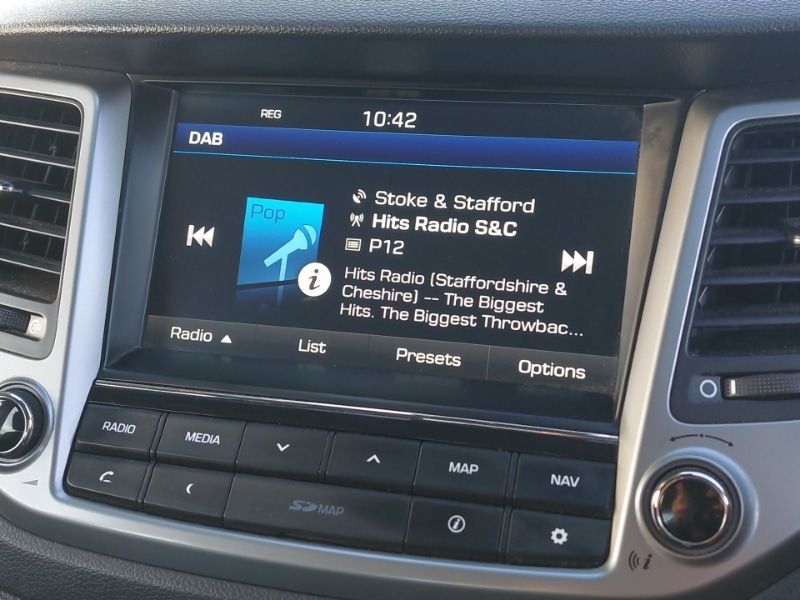 REG 10:42
DAB
Pop
Stoke & Stafford
Hits Radio S&C
P12
i
Hits Radio (Staffordshire &
Cheshire) -- The Biggest
Hits. The Biggest Throwbac...
Radio List Presets Options
RADIO MEDIA MAP NAV
SD MAP i
i